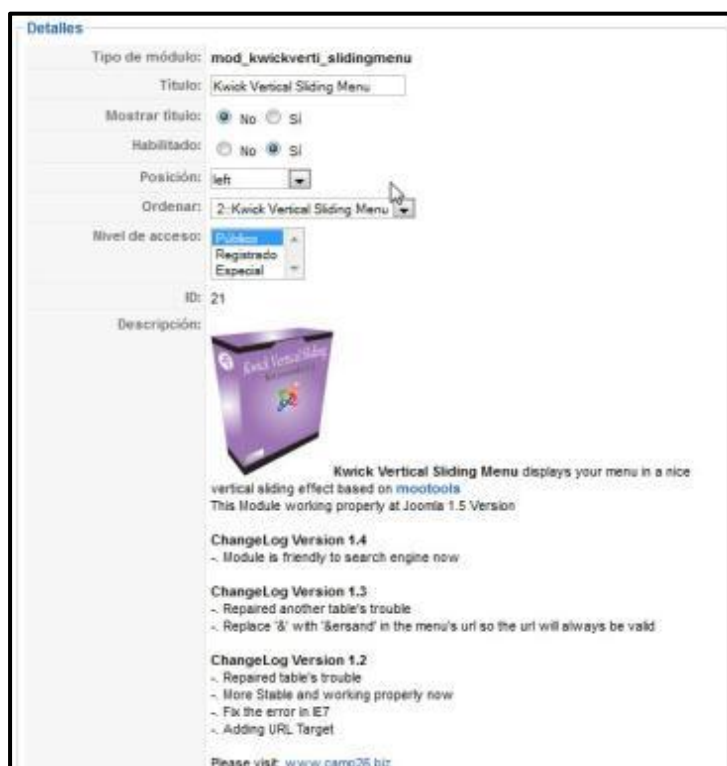 Detalles
Tipo de módulo: mod_kwickverti_slidingmenu
Título: Kwick Vertical Sliding Menu
Mostrar título: No Sí
Habilitado: No Sí
Posición: left
Ordenar: 2::Kwick Vertical Sliding Menu
Nivel de acceso: Público
Registrado
Especial
ID: 21
Descripción:
Kwick Vertical Sliding
Kwick Vertical Sliding Menu displays your menu in a nice
vertical sliding effect based on mootools
This Module working properly at Joomla 1.5 Version
ChangeLog Version 1.4
-. Module is friendly to search engine now
ChangeLog Version 1.3
-. Repaired another table's trouble
-. Replace '&' with '&ersand' in the menu's url so the url will always be valid
ChangeLog Version 1.2
-. Repaired table's trouble
-. More Stable and working properly now
-. Fix the error in IE7
-. Adding URL Target
Please visit: www.camp26.biz